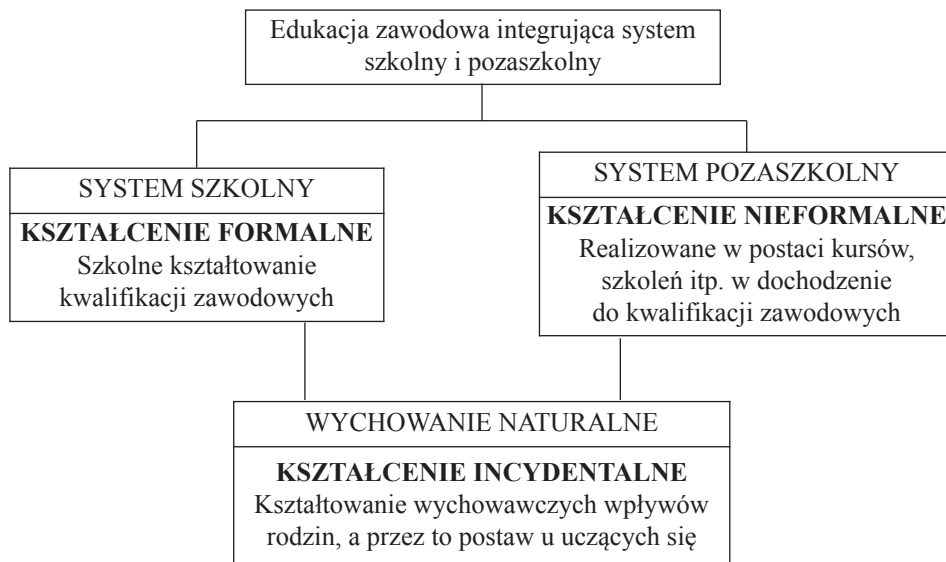 Edukacja zawodowa integrująca system
szkolny i pozaszkolny
SYSTEM SZKOLNY
KSZTAŁCENIE FORMALNE
Szkolne kształtowanie
kwalifikacji zawodowych
SYSTEM POZASZKOLNY
KSZTAŁCENIE NIEFORMALNE
Realizowane w postaci kursów,
szkoleń itp. w dochodzenie
do kwalifikacji zawodowych
WYCHOWANIE NATURALNE
KSZTAŁCENIE INCYDENTALNE
Kształtowanie wychowawczych wpływów
rodzin, a przez to postaw u uczących się